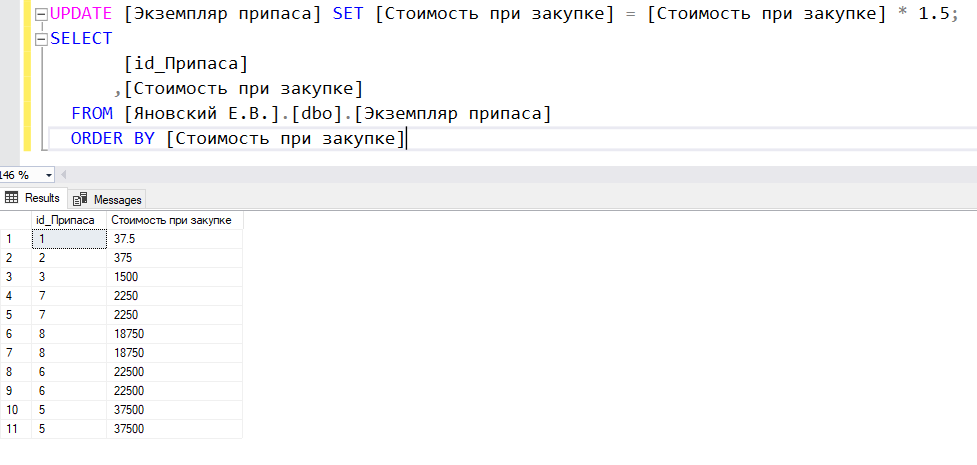 UPDATE [Экземпляр припаса] SET [Стоимость при закупке] = [Стоимость при закупке] * 1.5;
SELECT
[id_Припаса]
,[Стоимость при закупке]
FROM [Яновский Е.В.].[dbo].[Экземпляр припаса]
ORDER BY [Стоимость при закупке]
146 %
Results Messages
id_Припаса Стоимость при закупке
1 1 37.5
2 2 375
3 3 1500
4 7 2250
5 7 2250
6 8 18750
7 8 18750
8 6 22500
9 6 22500
10 5 37500
11 5 37500